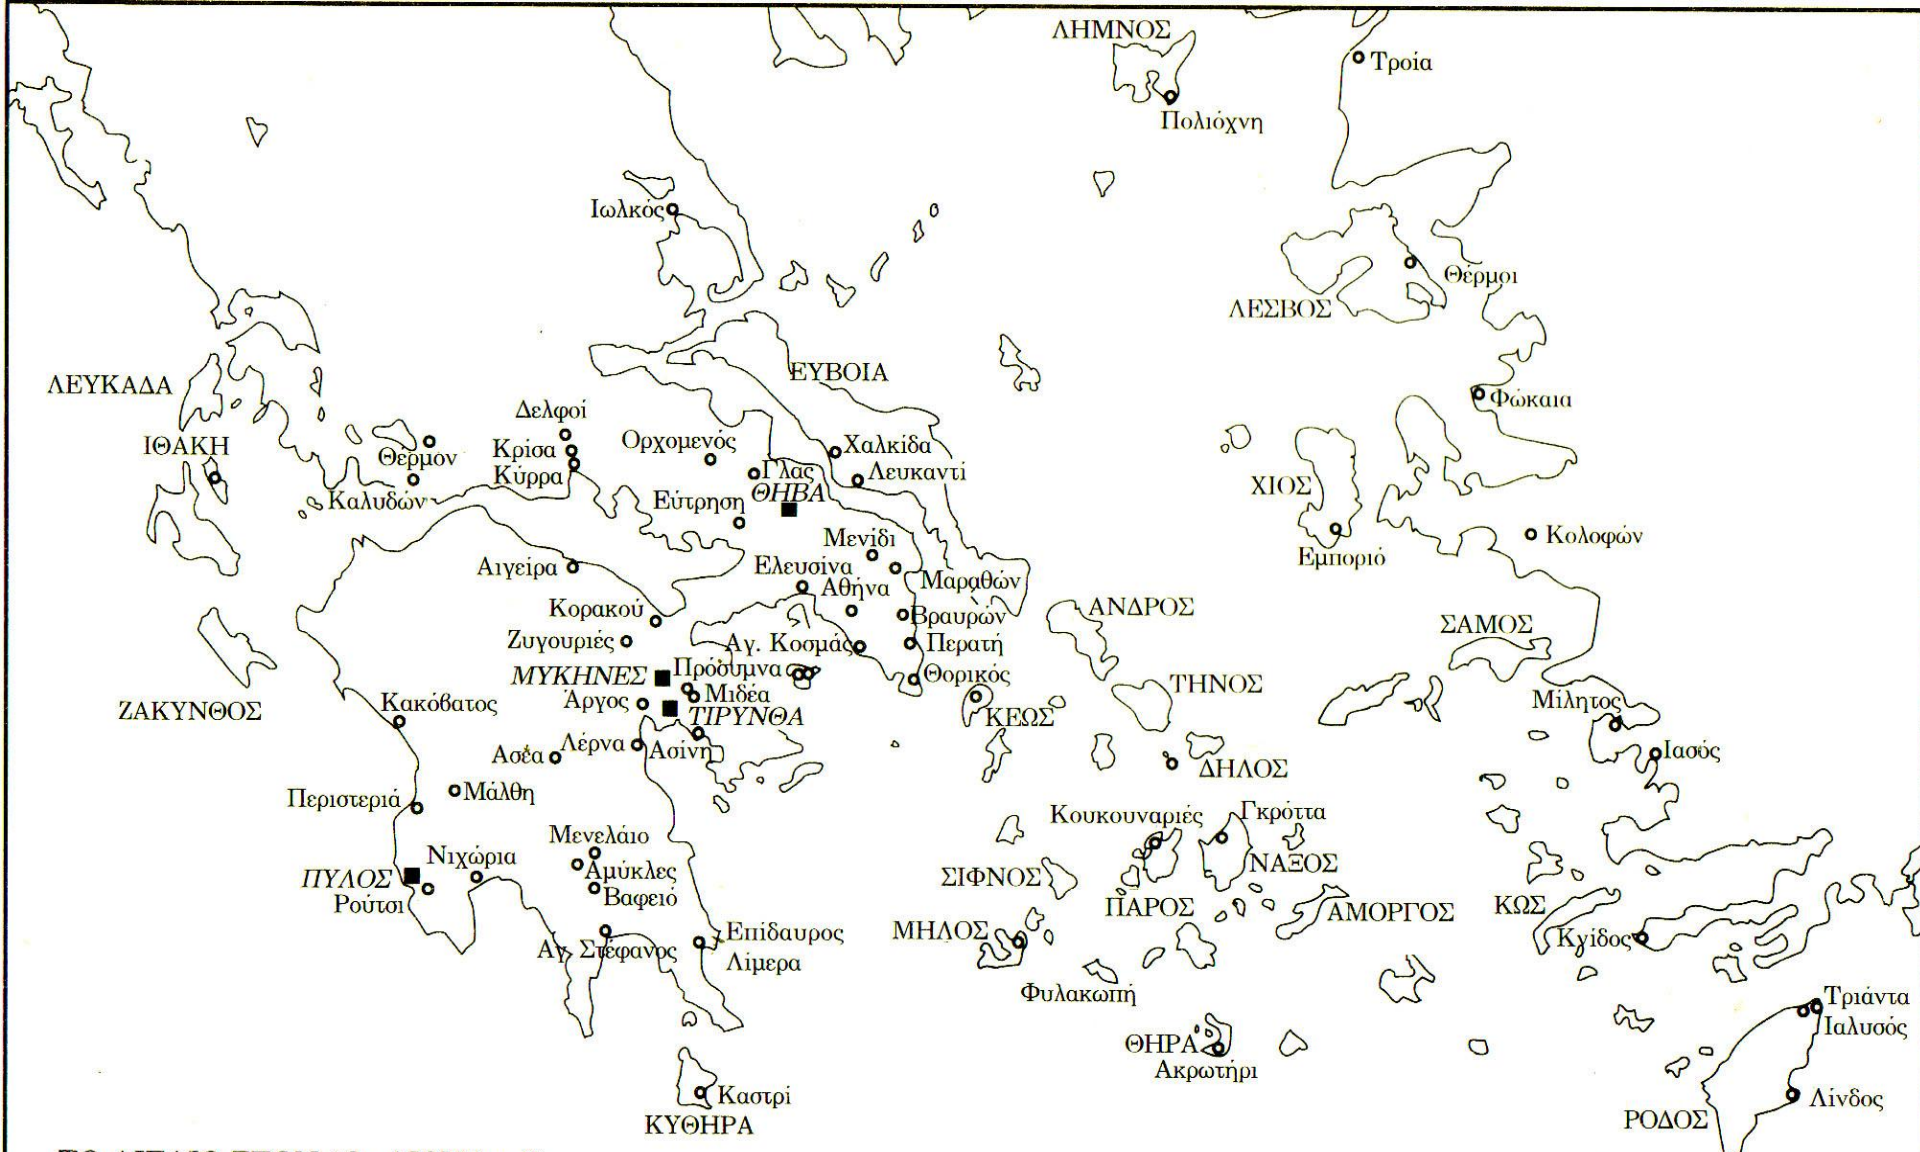 ΛΗΜΝΟΣ
Τροία
Πολιόχνη
Ιωλκός
Θέρμοι
ΛΕΣΒΟΣ
ΛΕΥΚΑΔΑ
ΕΥΒΟΙΑ
Φώκαια
Δελφοί
ΙΘΑΚΗ
Θέρμον
Κρίσα
Ορχομενός
Χαλκίδα
Κύρρα
Γλας
Λευκαντί
Καλυδών
ΘΗΒΑ
ΧΙΟΣ
Εύτρηση
Μενίδι
Κολοφών
Εμποριό
Αιγείρα
Ελευσίνα
Μαραθών
Αθήνα
Κορακού
Βραυρών
ΑΝΔΡΟΣ
ΣΑΜΟΣ
Ζυγουριές
Αγ. Κοσμάς
Περατή
ΜΥΚΗΝΕΣ
Πρόσυμνα
Θορικός
ΤΗΝΟΣ
Μιδέα
Άργος
Κακόβατος
ΖΑΚΥΝΘΟΣ
ΤΙΡΥΝΘΑ
ΚΕΩΣ
Μίλητος
Ασέα
Λέρνα
Ασίνη
Ιασύς
ΔΗΛΟΣ
Περιστεριά
Μάλθη
Κουκουναριές
Γκρόττα
Μενελάιο
Νιχώρια
Αμύκλες
ΝΑΞΟΣ
ΠΥΛΟΣ
ΣΙΦΝΟΣ
Ρούτσι
Βαφειό
ΠΑΡΟΣ
ΑΜΟΡΓΟΣ
ΚΩΣ
ΜΗΛΟΣ
Επίδαυρος
Λίμερα
Κνίδος
Αγ. Στέφανος
Φυλακωπή
Τριάντα
Ιαλυσός
ΘΗΡΑ
Ακρωτήρι
Καστρί
Λίνδος
ΚΥΘΗΡΑ
ΡΟΔΟΣ